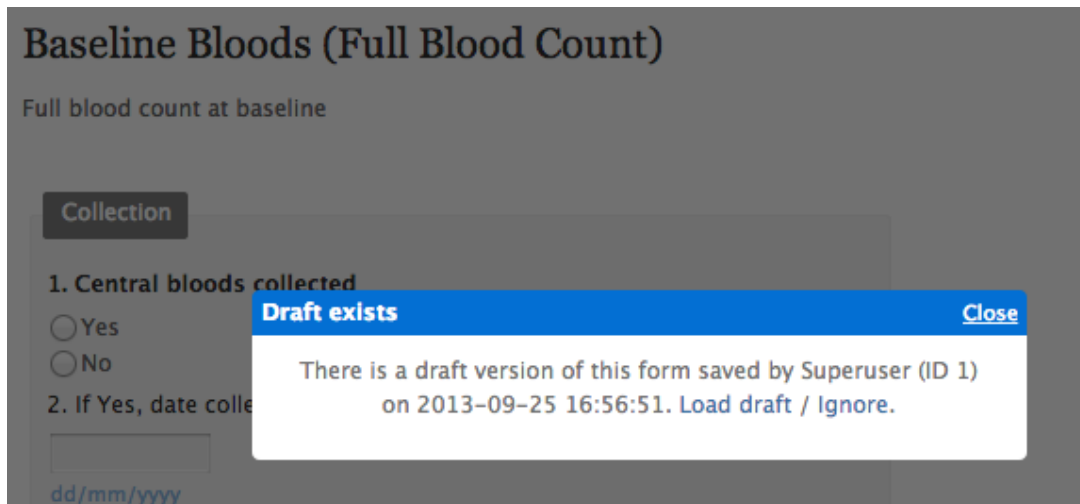 Baseline Bloods (Full Blood Count)
Full blood count at baseline
Collection
1. Central bloods collected
Yes
No
2. If Yes, date colle
dd/mm/yyyy
Draft exists
Close
There is a draft version of this form saved by Superuser (ID 1)
on 2013-09-25 16:56:51. Load draft / Ignore.